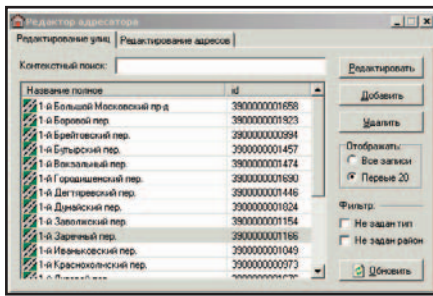 Редактор адресатора
Редактирование улиц Редактирование адресов
Контекстный поиск:
Редактировать
Название полное id
1-й Большой Московский пр-д 3900000001658
Добавить
1-й Боровой пер. 3900000001923
1-й Брейтовский пер. 3900000000994
Удалить
1-й Бутырский пер. 3900000001457
1-й Вокзальный пер. 3900000001474
Отображать:
Все записи
1-й Городищенский пер. 3900000001690
Первые 20
1-й Дегтяревский пер. 3900000001446
1-й Дунайский пер. 3900000001824
Фильтр:
1-й Заволжский пер. 3900000001154
Не задан тип
1-й Заречный пер. 3900000001166
Не задан район
1-й Иваньковский пер. 3900000001049
1-й Краснохолмский пер. 3900000000973
Обновить